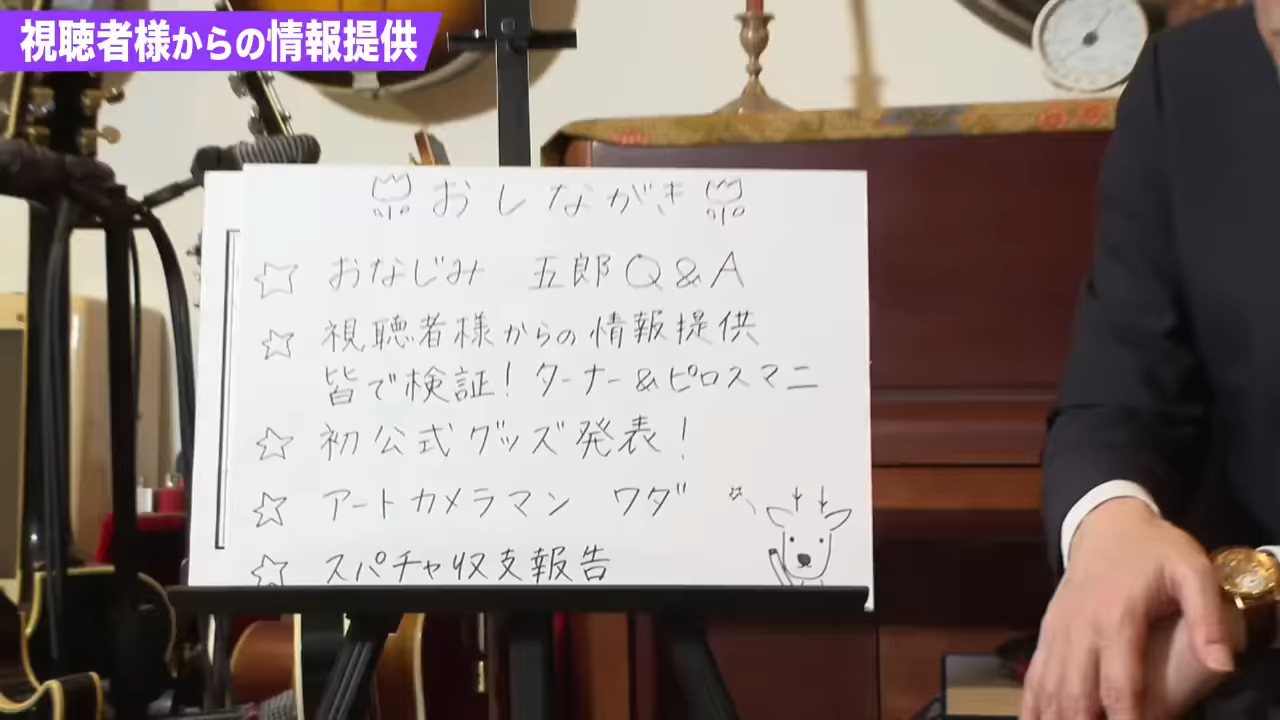 視聴者様からの情報提供
おしながき
おなじみ 五郎Q&A
視聴者様からの情報提供
皆で検証!ターナー&ピロスマニ
初公式グッズ発表!
アートカメラマン ワダ
スパチャ収支報告